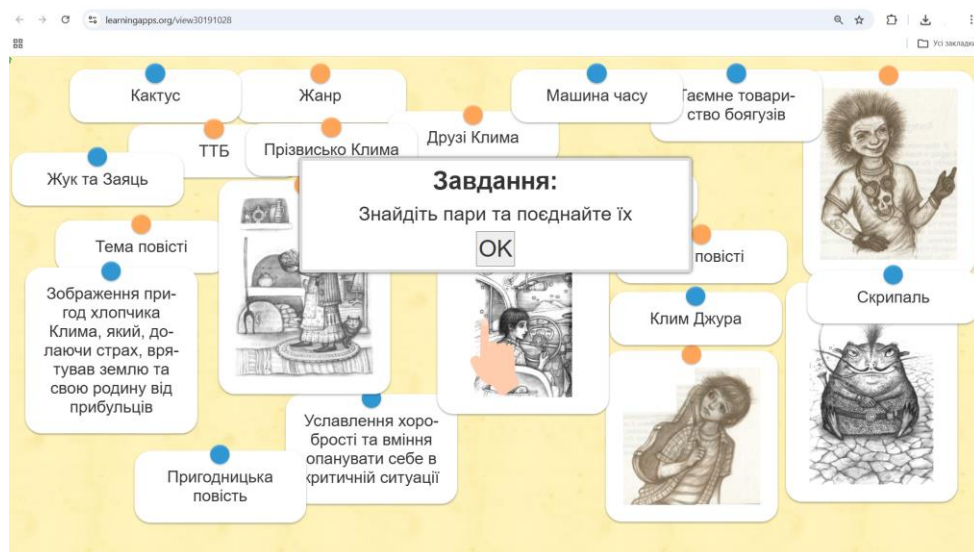 learningapps.org/view30191028
Усі закладки
Кактус
Жанр
Машина часу
Таємне товари-
ство боягузів
ТТБ
Прізвисько Клима
Друзі Клима
Жук та Заяць
Завдання:
Знайдіть пари та поєднайте їх
OK
Тема повісті
повісті
Зображення при-
год хлопчика
Клима, який, до-
лаючи страх, вря-
тував землю та
свою родину від
прибульців
Клим Джура
Скрипаль
Уславлення хоро-
брості та вміння
опанувати себе в
критичній ситуації
Пригодницька
повість